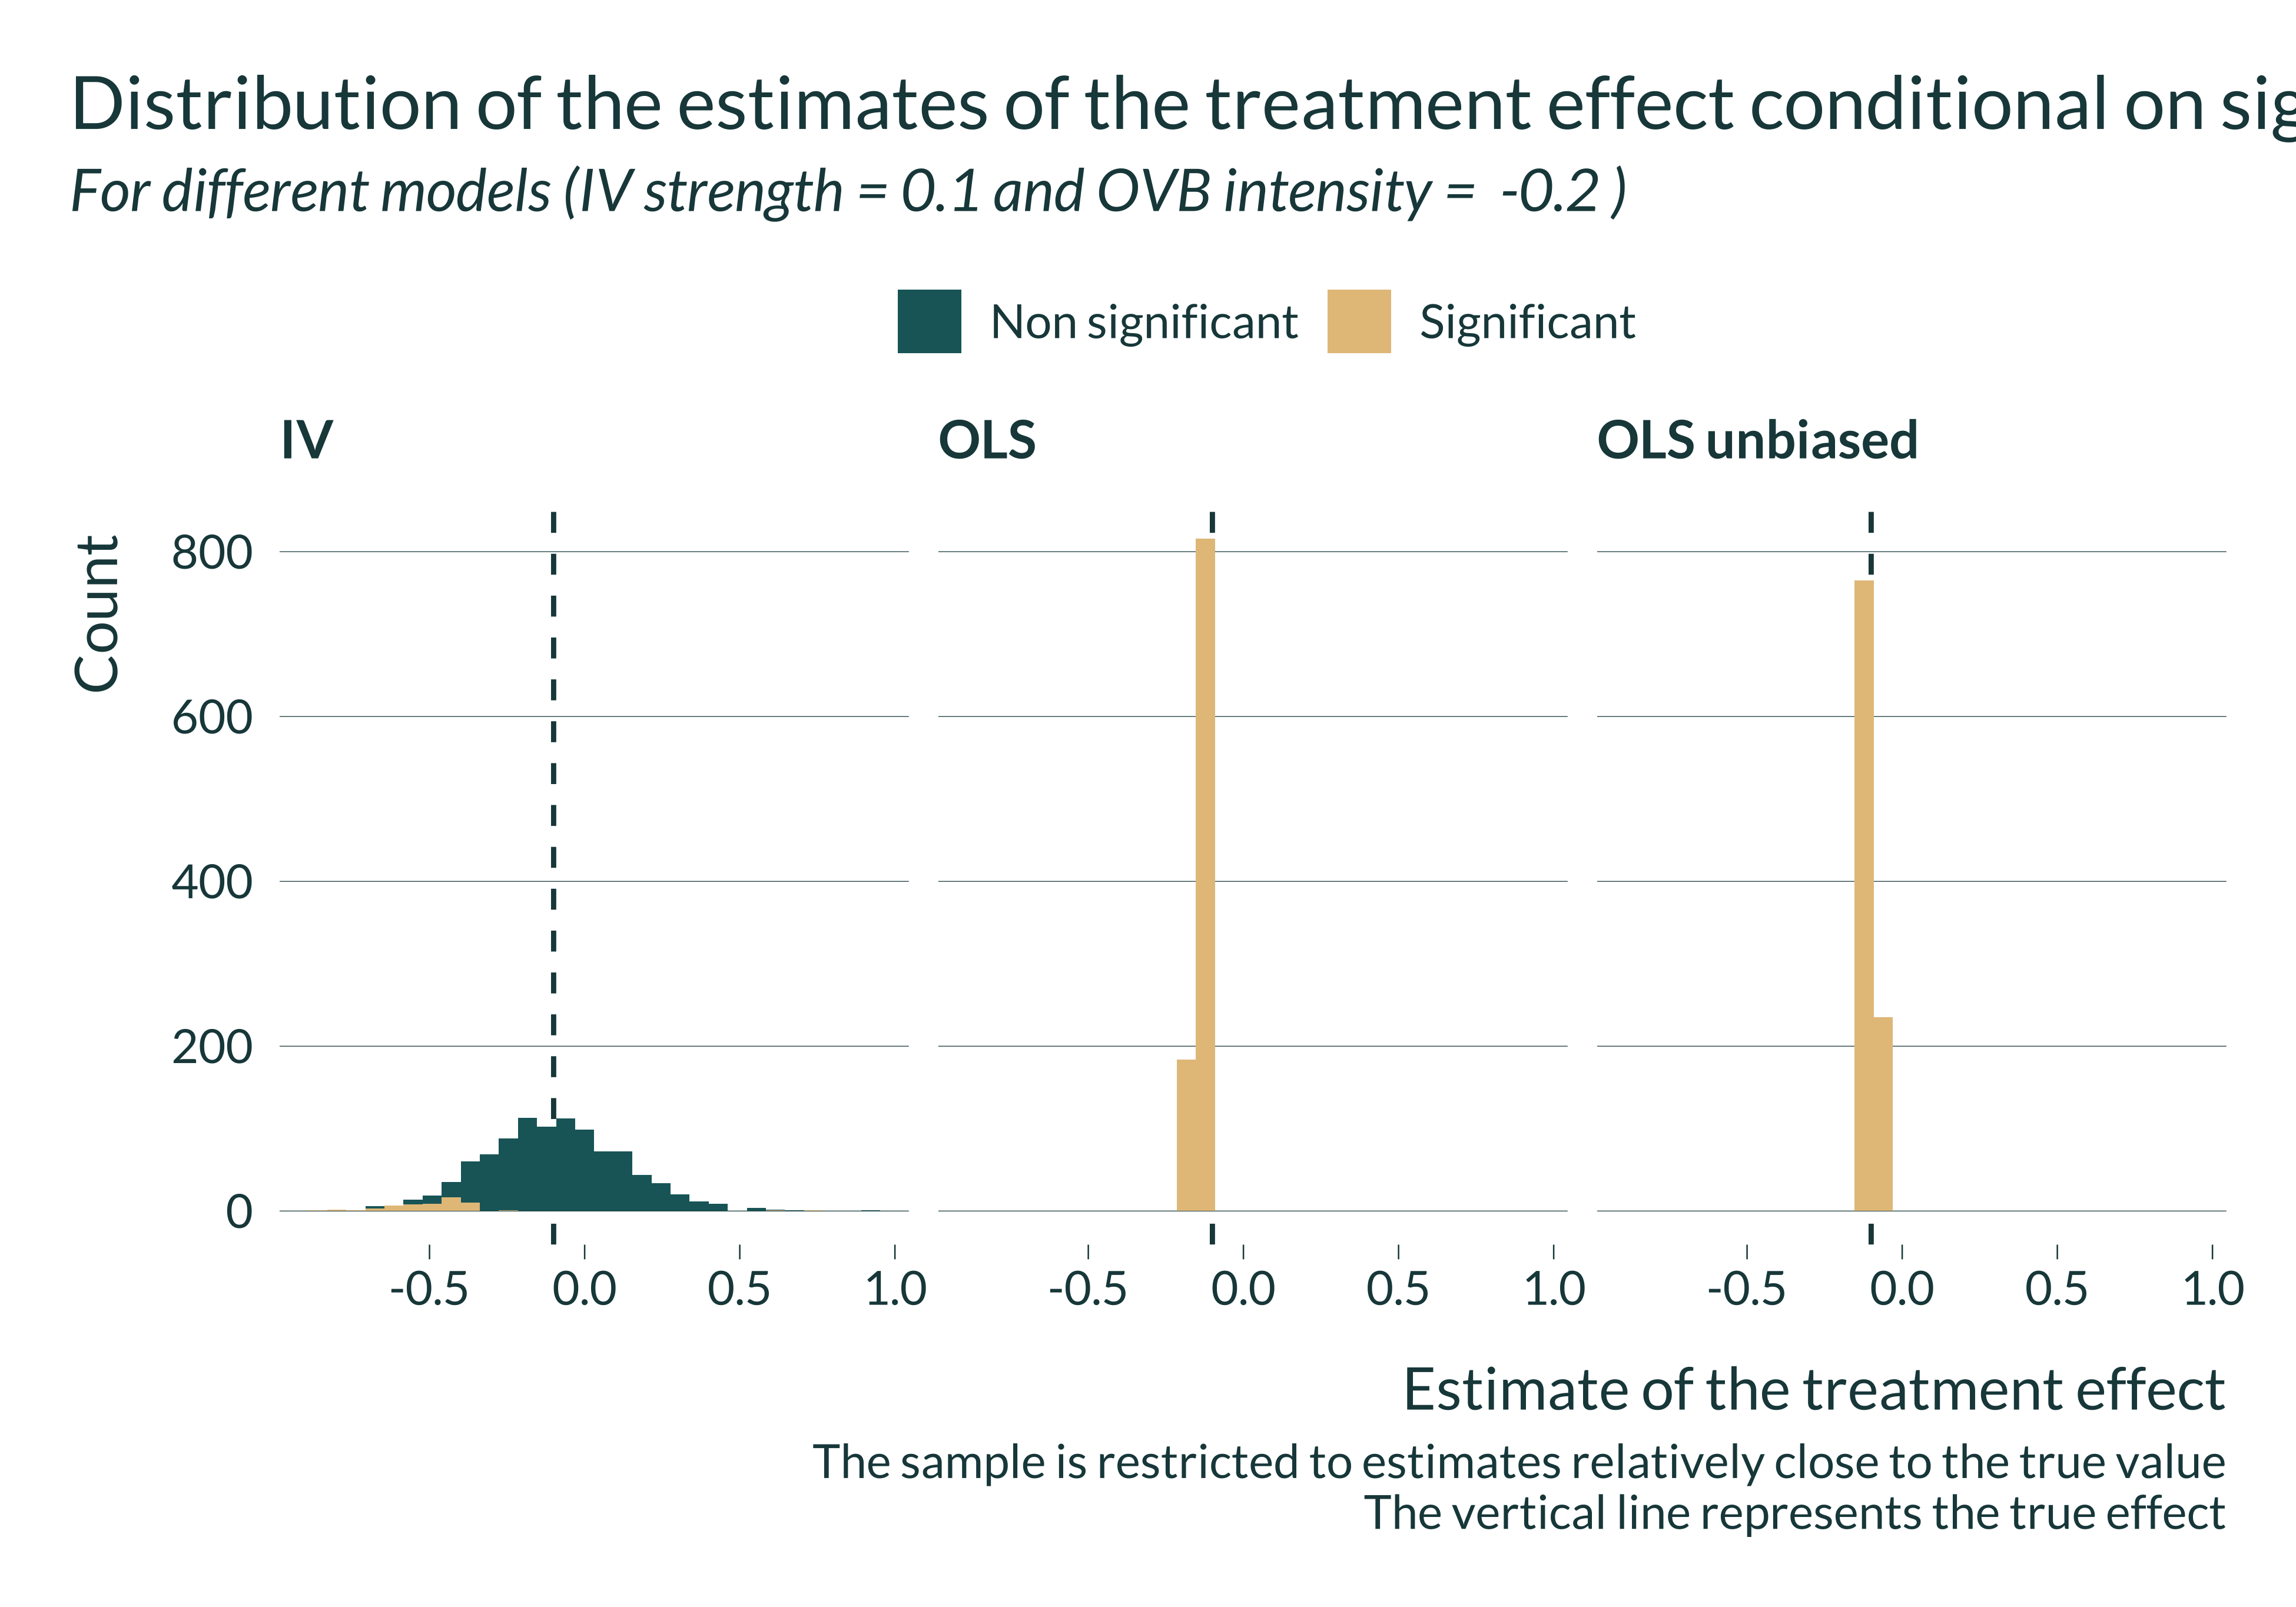 Distribution of the estimates of the treatment effect conditional on sig
For different models (IV strength = 0.1 and OVB intensity = -0.2 )
Non significant Significant
IV OLS OLS unbiased
Count
800
600
400
200
0
-0.5 0.0 0.5 1.0 -0.5 0.0 0.5 1.0 -0.5 0.0 0.5 1.0
Estimate of the treatment effect
The sample is restricted to estimates relatively close to the true value
The vertical line represents the true effect